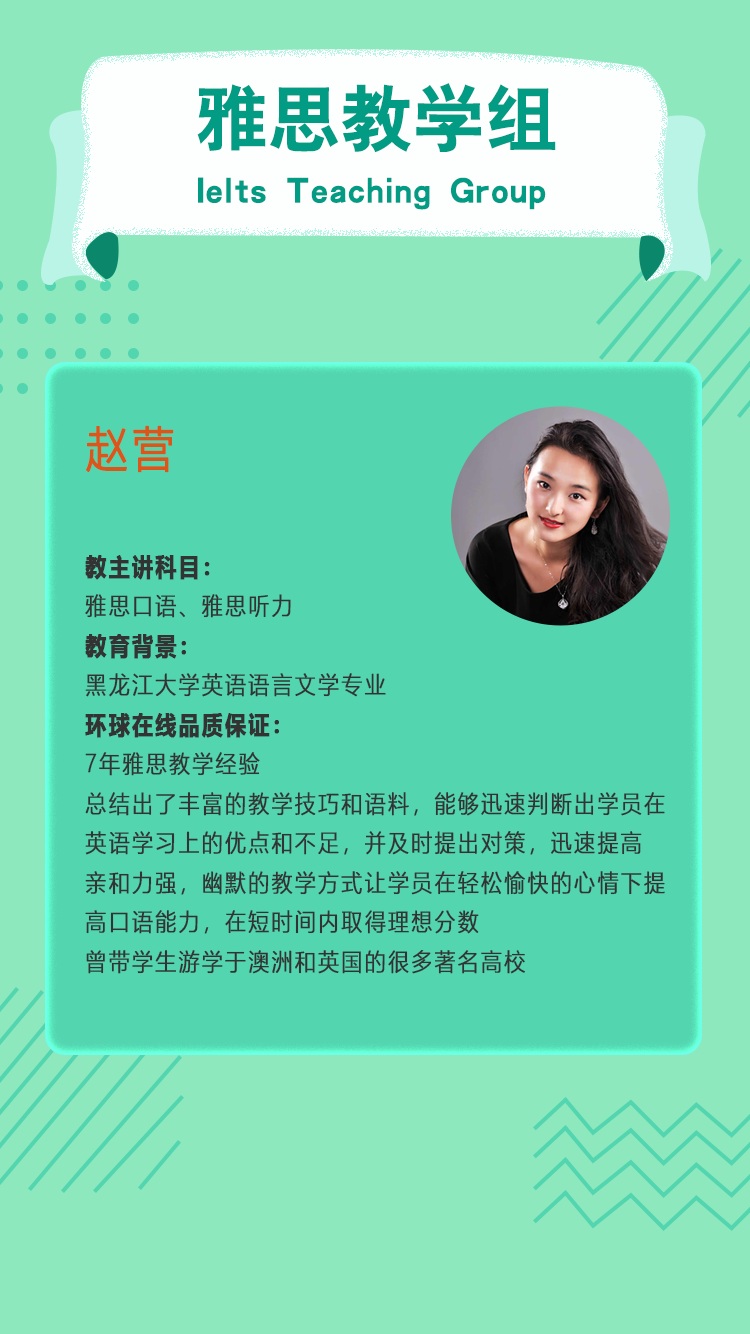 雅思教学组
Ielts Teaching Group
赵营
教主讲科目：
雅思口语、雅思听力
教育背景：
黑龙江大学英语语言文学专业
环球在线品质保证：
7年雅思教学经验
总结出了丰富的教学技巧和语料，能够迅速判断出学员在
英语学习上的优点和不足，并及时提出对策，迅速提高
亲和力强，幽默的教学方式让学员在轻松愉快的心情下提
高口语能力，在短时间内取得理想分数
曾带学生游学于澳洲和英国的很多著名高校